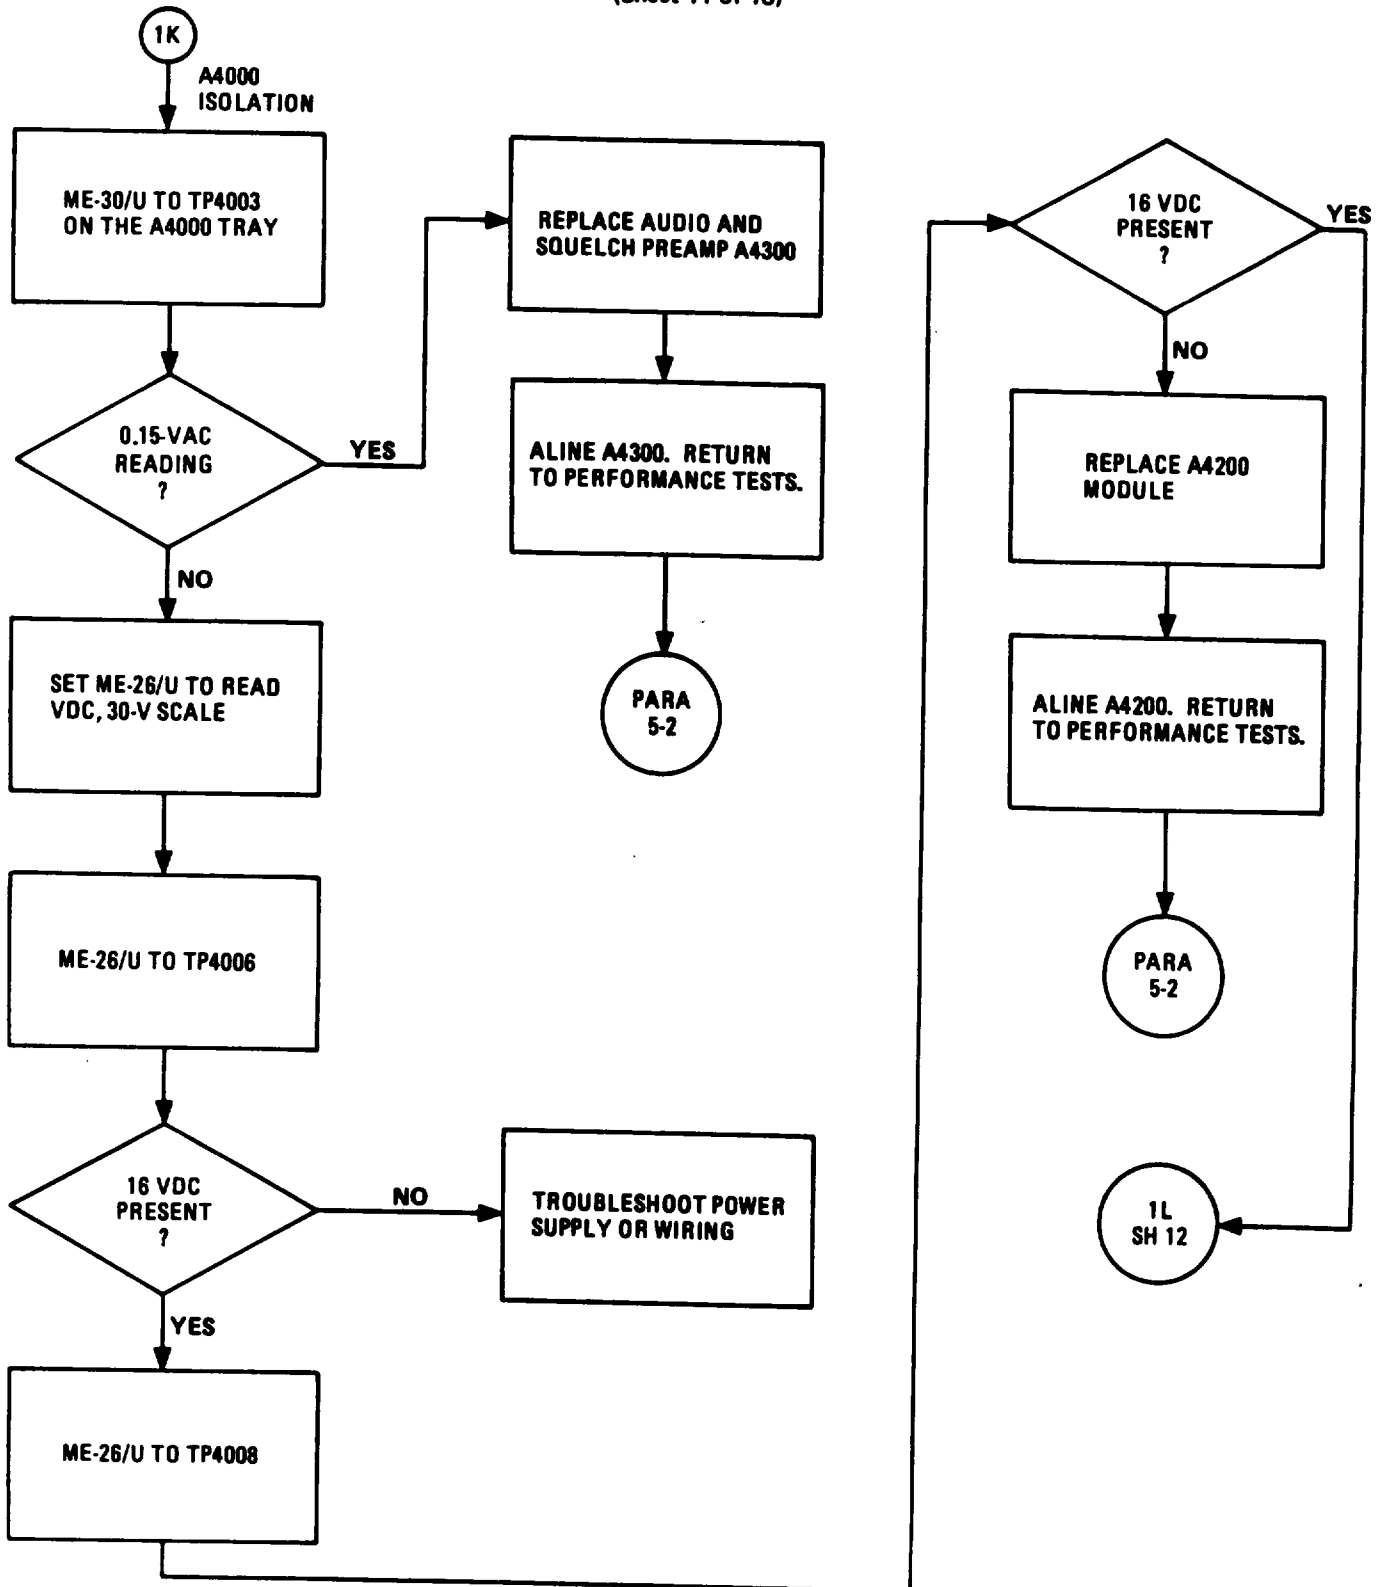 1K
A4000
ISOLATION
ME-30/U TO TP4003
ON THE A4000 TRAY
0.15-VAC
READING
?
YES
NO
REPLACE AUDIO AND
SQUELCH PREAMP A4300
ALINE A4300. RETURN
TO PERFORMANCE TESTS.
PARA
5-2
SET ME-26/U TO READ
VDC, 30-V SCALE
ME-26/U TO TP4006
16 VDC
PRESENT
?
NO
TROUBLESHOOT POWER
SUPPLY OR WIRING
YES
ME-26/U TO TP4008
16 VDC
PRESENT
?
YES
NO
REPLACE A4200
MODULE
ALINE A4200. RETURN
TO PERFORMANCE TESTS.
PARA
5-2
1L
SH 12